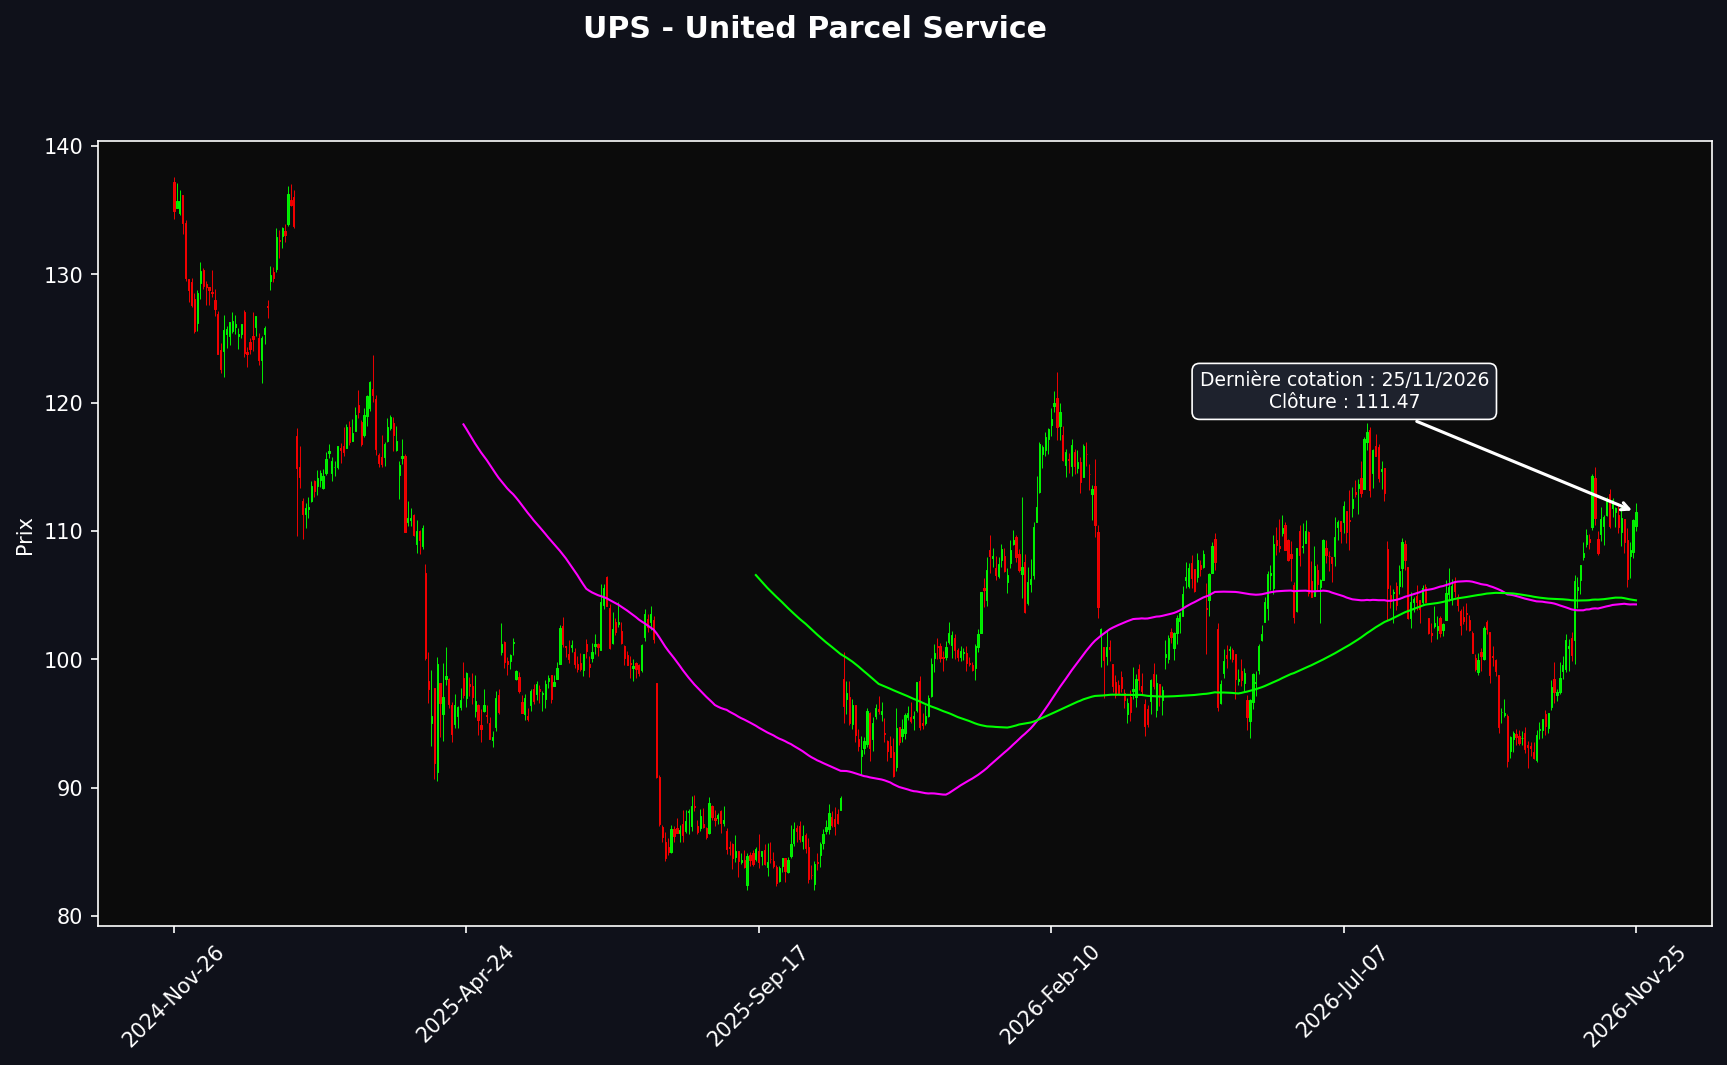 UPS - United Parcel Service
140
130
120
110
100
90
80
Prix
Dernière cotation : 25/11/2026
Clôture : 111.47
2024-Nov-26
2025-Apr-24
2025-Sep-17
2026-Feb-10
2026-Jul-07
2026-Nov-25